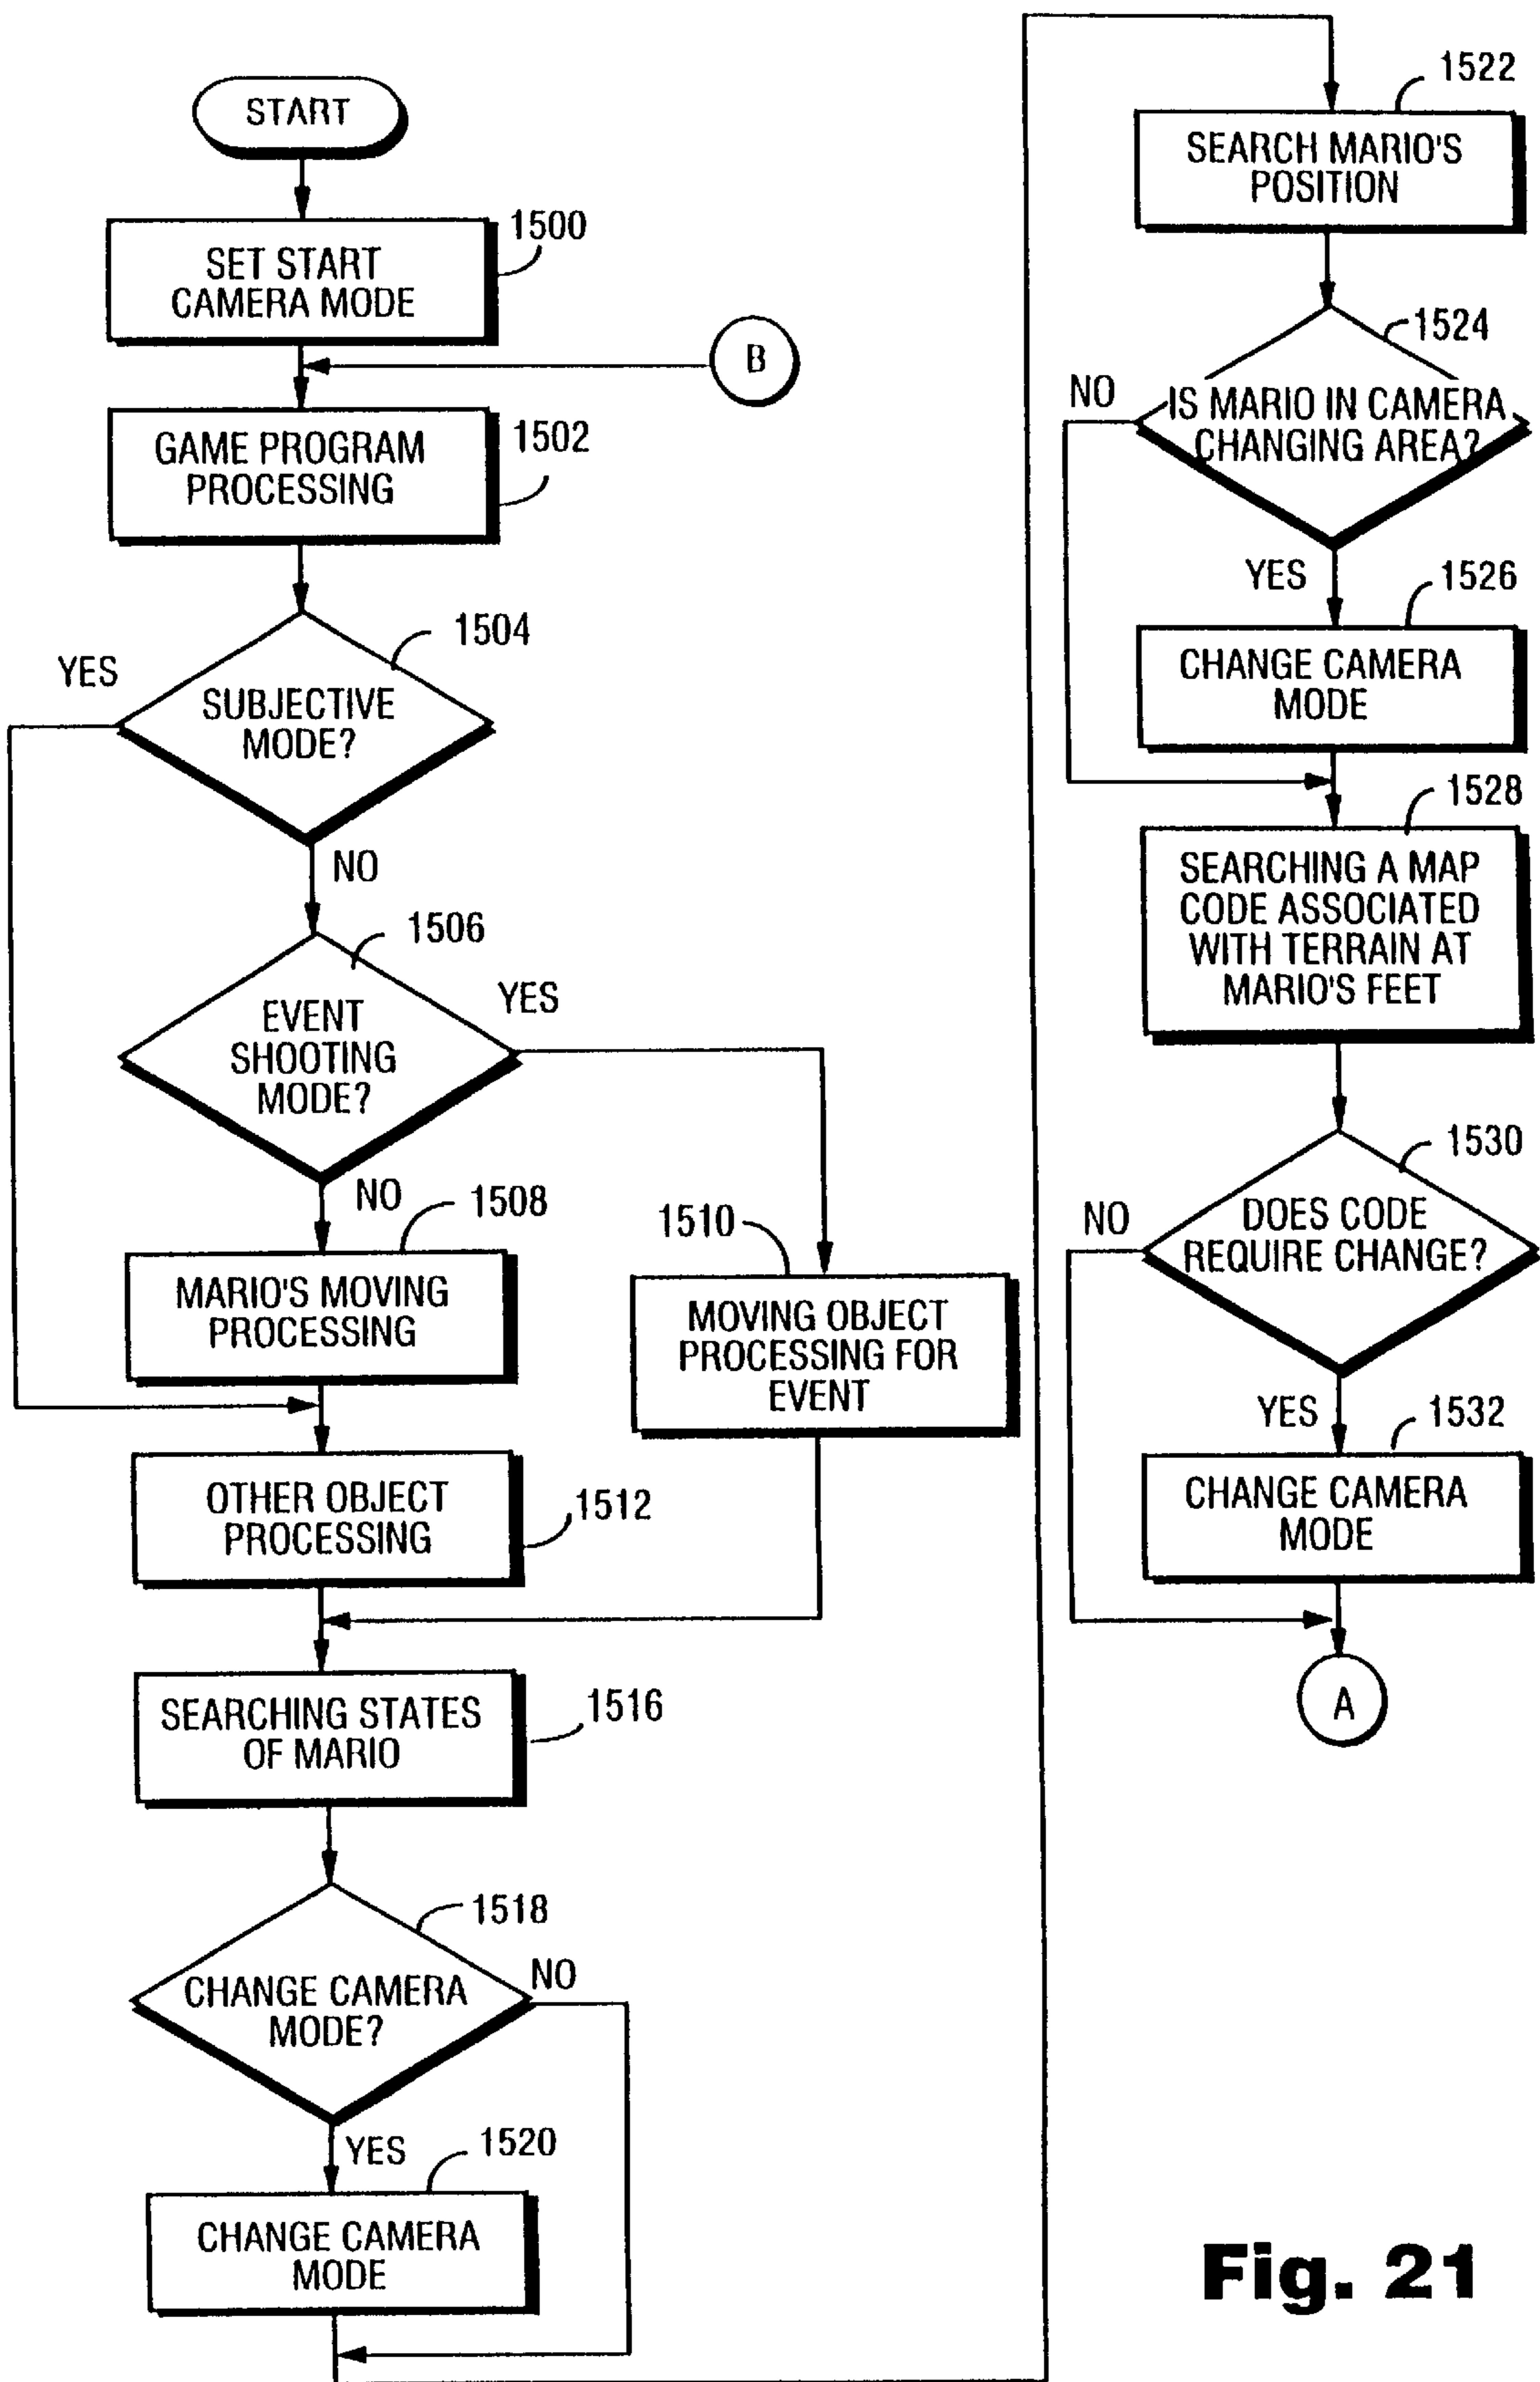 START
1500
SET START
CAMERA MODE
B
1502
GAME PROGRAM
PROCESSING
1504
YES
SUBJECTIVE
MODE?
NO
1506
YES
EVENT
SHOOTING
MODE?
NO
1508
MARIO'S MOVING
PROCESSING
1510
MOVING OBJECT
PROCESSING FOR
EVENT
OTHER OBJECT
PROCESSING
1512
SEARCHING STATES
OF MARIO
1516
1518
NO
CHANGE CAMERA
MODE?
YES
1520
CHANGE CAMERA
MODE
1522
SEARCH MARIO'S
POSITION
1524
NO
IS MARIO IN CAMERA
CHANGING AREA?
YES
1526
CHANGE CAMERA
MODE
1528
SEARCHING A MAP
CODE ASSOCIATED
WITH TERRAIN AT
MARIO'S FEET
1530
NO
DOES CODE
REQUIRE CHANGE?
YES
1532
CHANGE CAMERA
MODE
A
Fig. 21